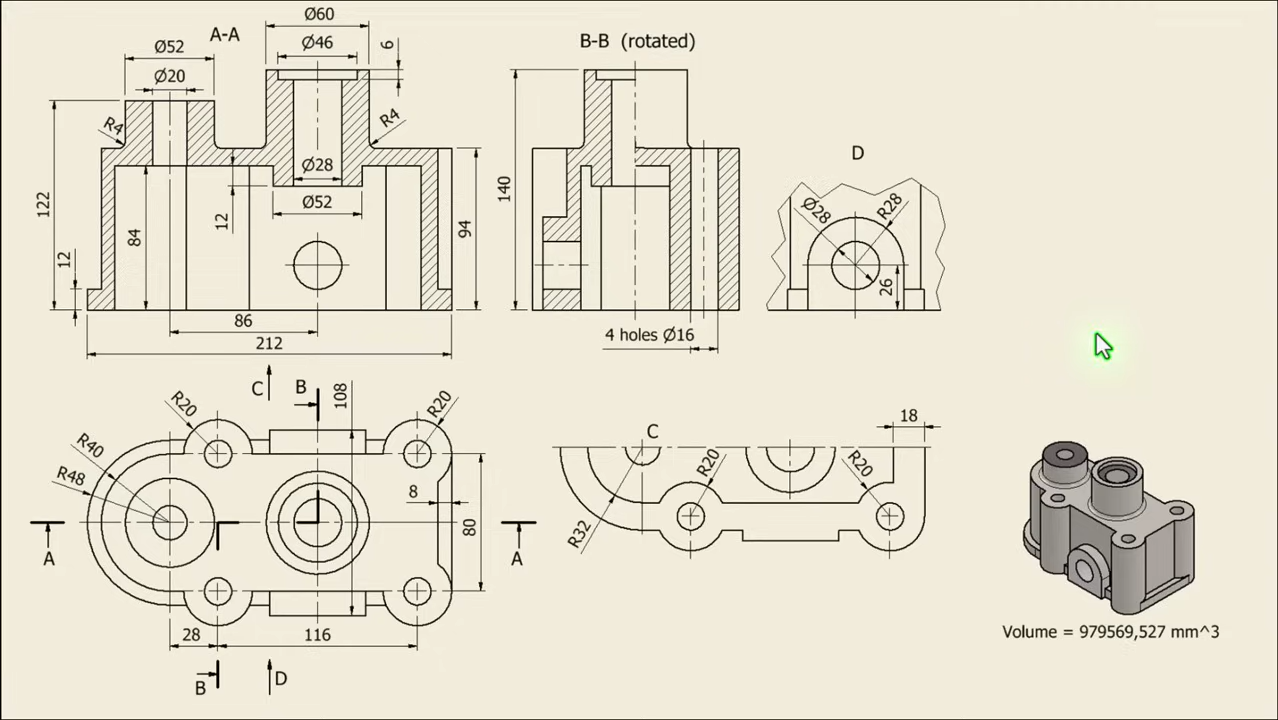 A-A
Ø60
Ø46
6
Ø52
Ø20
R4
R4
Ø28
Ø52
122
12
84
12
94
86
212
B-B (rotated)
140
4 holes Ø16
D
Ø28
R28
26
C
B
108
R20
R20
R40
R48
8
80
A
A
28
116
B
D
C
18
R20
R20
R32
Volume = 979569,527 mm^3